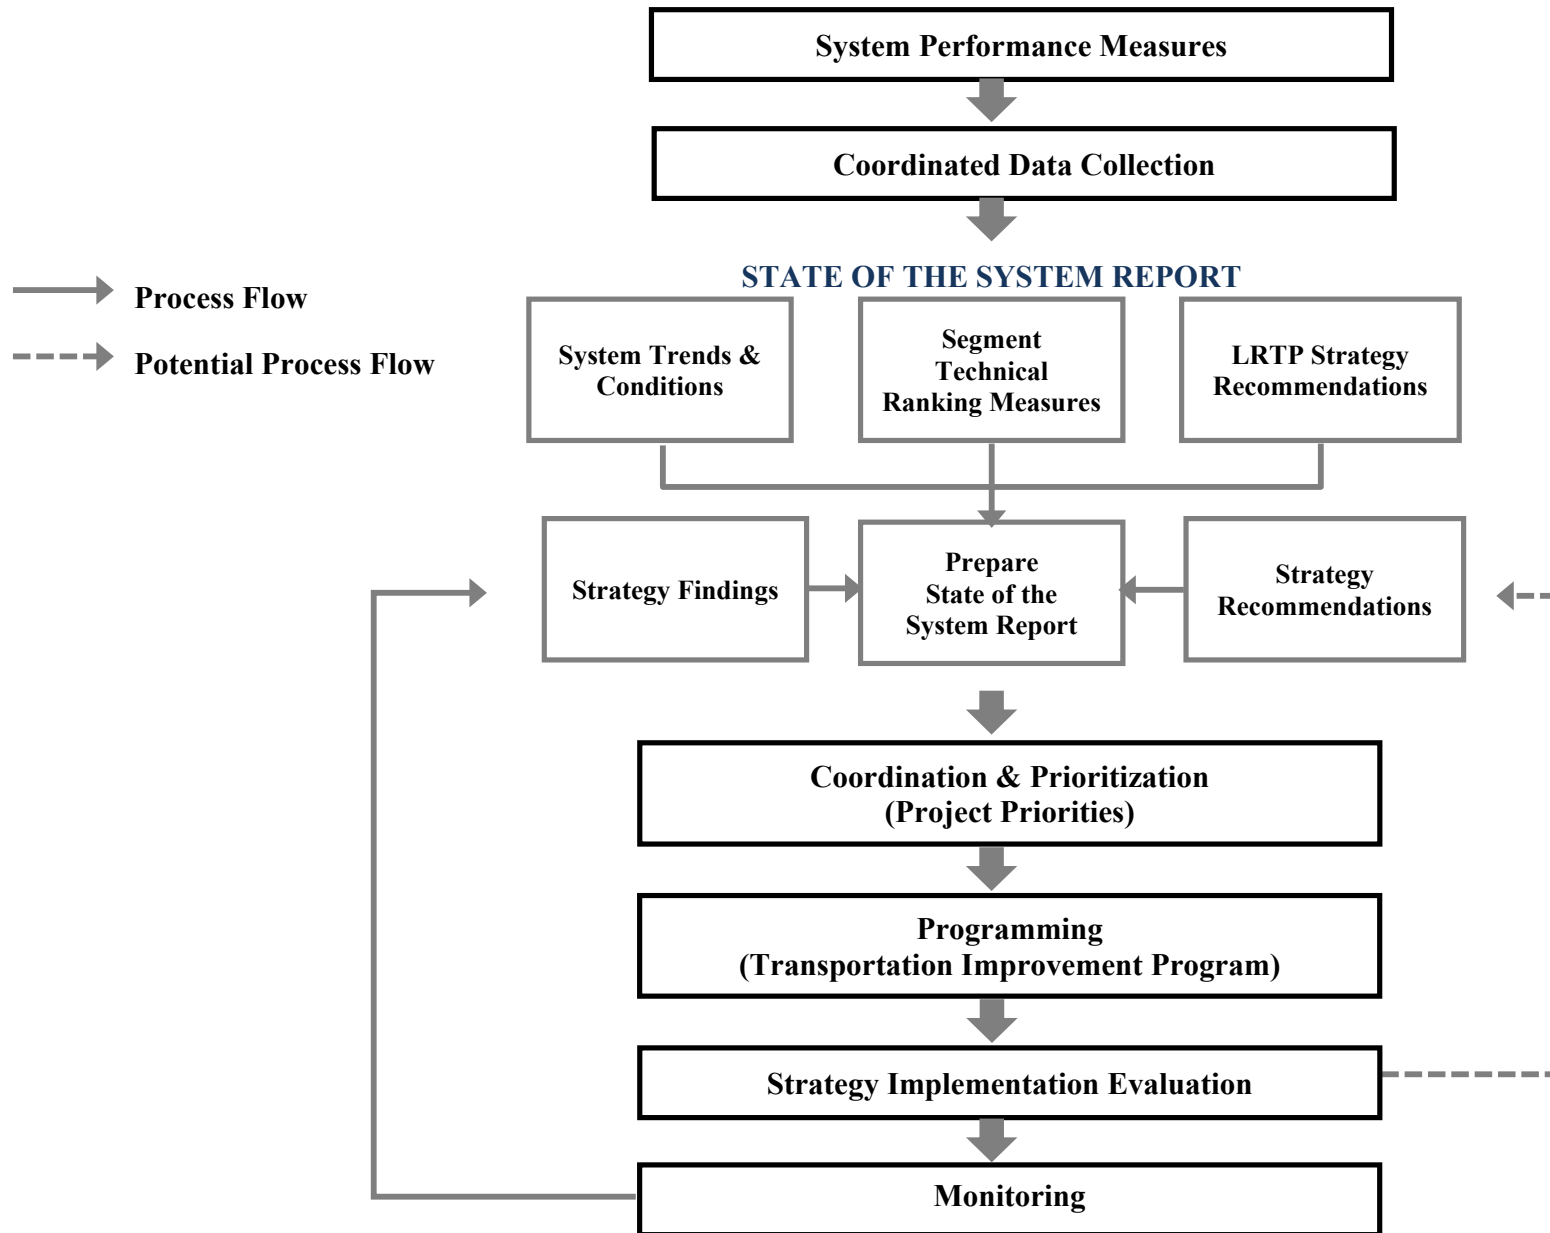 System Performance Measures
Coordinated Data Collection
STATE OF THE SYSTEM REPORT
Process Flow
Potential Process Flow
System Trends &
Conditions
Segment
Technical
Ranking Measures
LRTP Strategy
Recommendations
Strategy Findings
Prepare
State of the
System Report
Strategy
Recommendations
Coordination & Prioritization
(Project Priorities)
Programming
(Transportation Improvement Program)
Strategy Implementation Evaluation
Monitoring